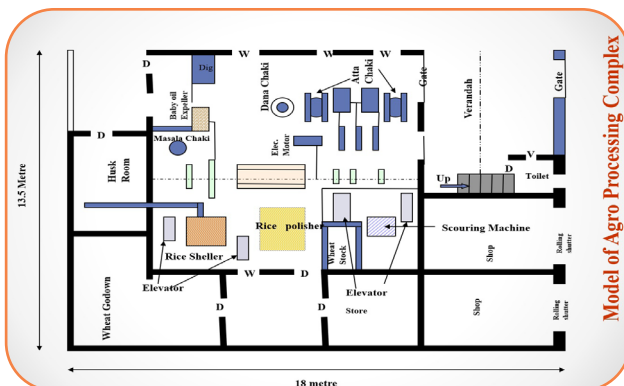 D
W
W
W
Dig
Atta
Chaki
Dana Chaki
Baby oil
Expeller
Gate
Verandah
Gate
D
Masala Chaki
Elec.
Motor
V
D
Toilet
Up
Husk
Room
13.5 Metre
Rice polisher
Scouring Machine
Rice Sheller
Wheat
Stock
Shop
Rolling
shutter
Elevator
W
D
Elevator
Store
Wheat Godown
D
D
Shop
Rolling
shutter
18 metre
Model of Agro Processing Complex